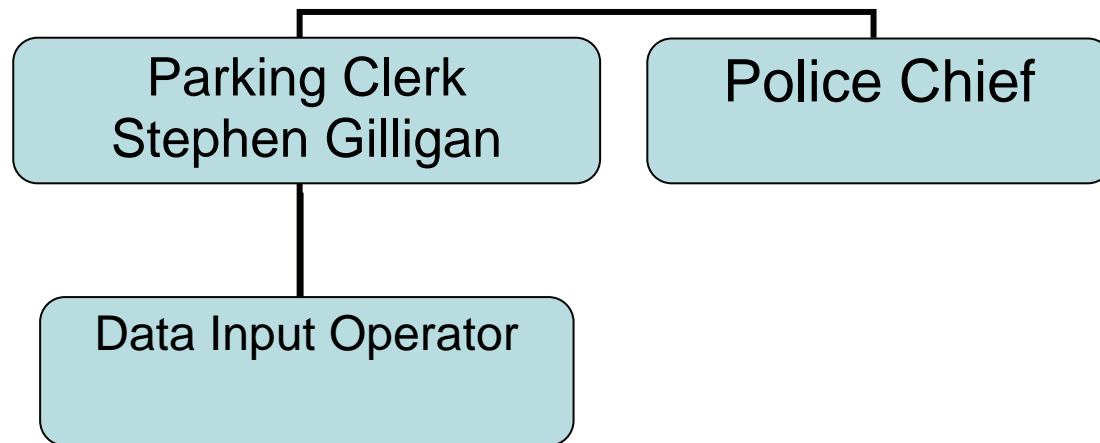 Parking Clerk
Stephen Gilligan
Police Chief
Data Input Operator